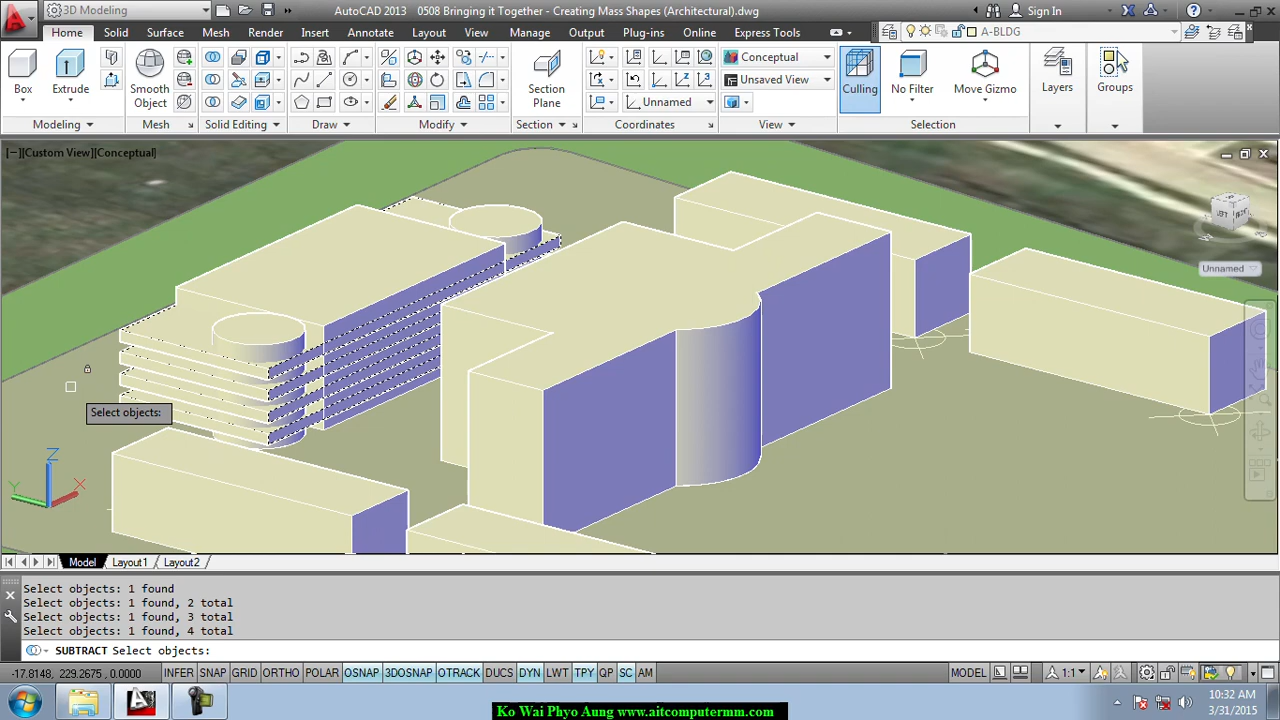 3D Modeling
AutoCAD 2013 0508 Bringing it Together - Creating Mass Shapes (Architectural).dwg
Sign In
Home Solid Surface Mesh Render Insert Annotate Layout View Manage Output Plug-ins Online Express Tools
A-BLDG
Box Extrude
Smooth
Object
Section
Plane
Conceptual
Unsaved View
Unnamed
Culling No Filter Move Gizmo Layers Groups
Modeling Mesh Solid Editing Draw Modify Section Coordinates View Selection
[−][Custom View][Conceptual]
LEFT BACK
Unnamed
Select objects:
Z
Y X
Model Layout1 Layout2
Select objects: 1 found
Select objects: 1 found, 2 total
Select objects: 1 found, 3 total
Select objects: 1 found, 4 total
SUBTRACT Select objects:
-17.8148, 229.2675, 0.0000 INFER SNAP GRID ORTHO POLAR OSNAP 3DOSNAP OTRACK DUCS DYN LWT TPY QP SC AM MODEL 1:1
10:32 AM
3/31/2015
Ko Wai Phyo Aung www.aitcomputermm.com